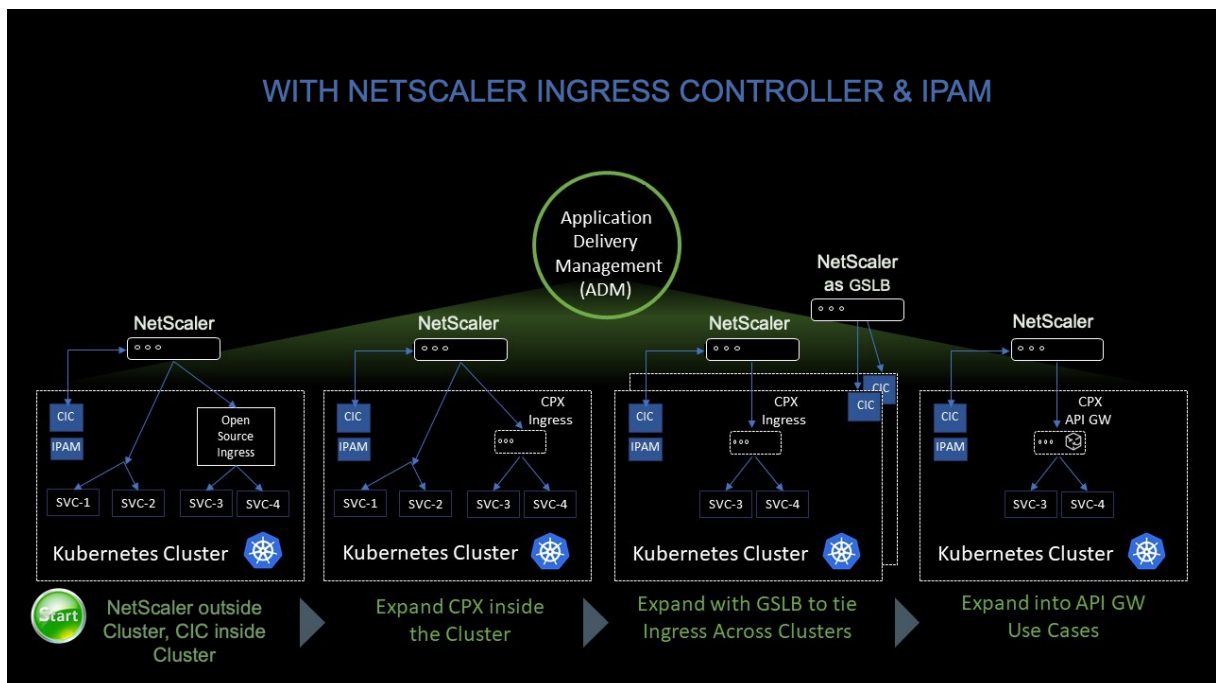 WITH NETSCALER INGRESS CONTROLLER & IPAM
Application
Delivery
Management
(ADM)
NetScaler
CIC
IPAM
Open
Source
Ingress
SVC-1
SVC-2
SVC-3
SVC-4
Kubernetes Cluster
NetScaler
CIC
IPAM
CPX
Ingress
SVC-1
SVC-2
SVC-3
SVC-4
Kubernetes Cluster
NetScaler
NetScaler
as GSLB
CIC
IPAM
CPX
Ingress
CIC
CIC
SVC-3
SVC-4
Kubernetes Cluster
NetScaler
CIC
IPAM
CPX
API GW
SVC-3
SVC-4
Kubernetes Cluster
Start
NetScaler outside
Cluster, CIC inside
Cluster
Expand CPX inside
the Cluster
Expand with GSLB to tie
Ingress Across Clusters
Expand into API GW
Use Cases